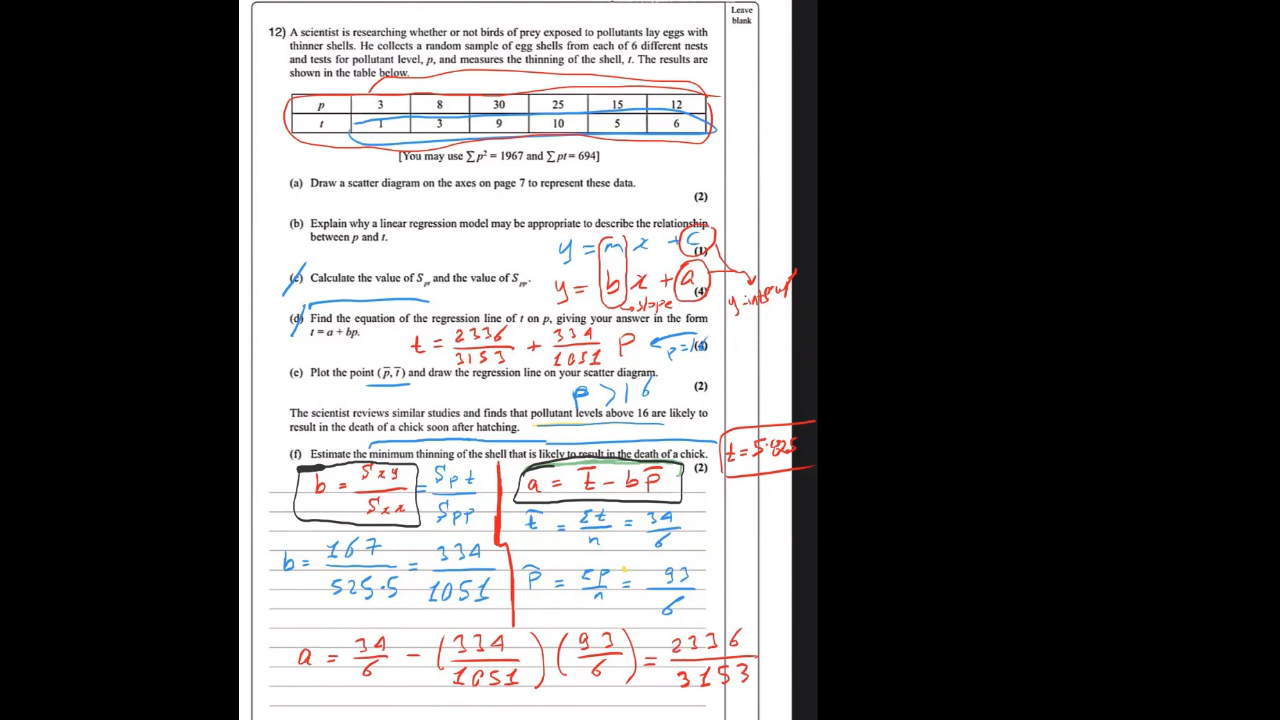 Leave
blank
12) A scientist is researching whether or not birds of prey exposed to pollutants lay eggs with
thinner shells. He collects a random sample of egg shells from each of 6 different nests
and tests for pollutant level, p, and measures the thinning of the shell, t. The results are
shown in the table below.
p 3 8 30 25 15 12
t 1 3 9 10 5 6
[You may use ∑p² = 1967 and ∑pt = 694]
(a) Draw a scatter diagram on the axes on page 7 to represent these data.
(2)
(b) Explain why a linear regression model may be appropriate to describe the relationship
between p and t.
y = m x + c
(1)
(c) Calculate the value of Spt and the value of Spp.
y = b x + a
(4)
→ slope
y-intercept
(d) Find the equation of the regression line of t on p, giving your answer in the form
t = a + bp.
t = 2336/3153 + 334/1051 P
p = 16
(4)
(e) Plot the point (p̄, t̄) and draw the regression line on your scatter diagram.
(2)
P > 16
The scientist reviews similar studies and finds that pollutant levels above 16 are likely to
result in the death of a chick soon after hatching.
t = 5.825
(f) Estimate the minimum thinning of the shell that is likely to result in the death of a chick.
(2)
b = Sxy/Sxx = Spt/SPP
a = t̄ - b p̄
t̄ = Σt/n = 34/6
b = 167/525.5 = 334/1051
P̄ = Σp/n = 93/6
a = 34/6 - (334/1051) (93/6) = 2336/3153